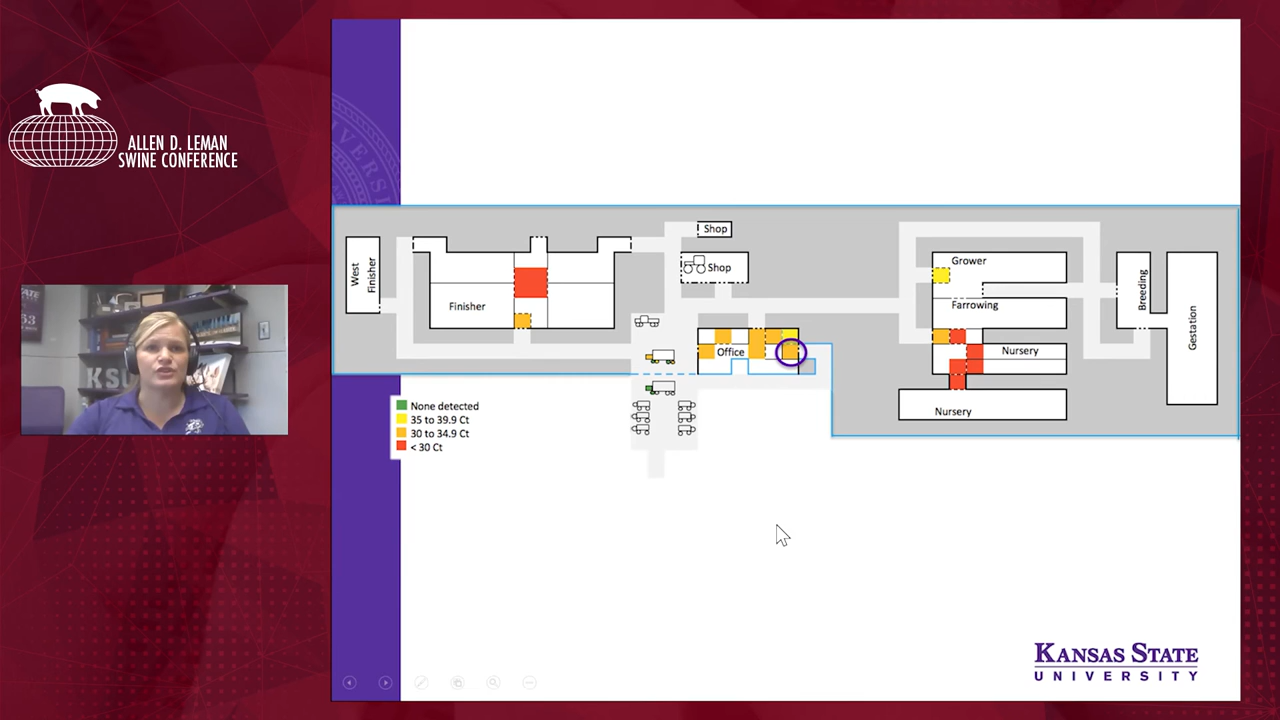 ALLEN D. LEMAN
SWINE CONFERENCE
Shop
Shop
West
Finisher
Finisher
Office
Grower
Farrowing
Nursery
Nursery
Breeding
Gestation
None detected
35 to 39.9 Ct
30 to 34.9 Ct
< 30 Ct
KSU
KANSAS STATE
UNIVERSITY